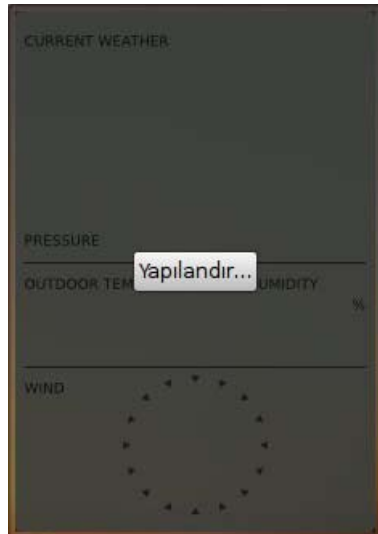 CURRENT WEATHER
PRESSURE
Yapılandır...
OUTDOOR TEM UMIDITY
%
WIND